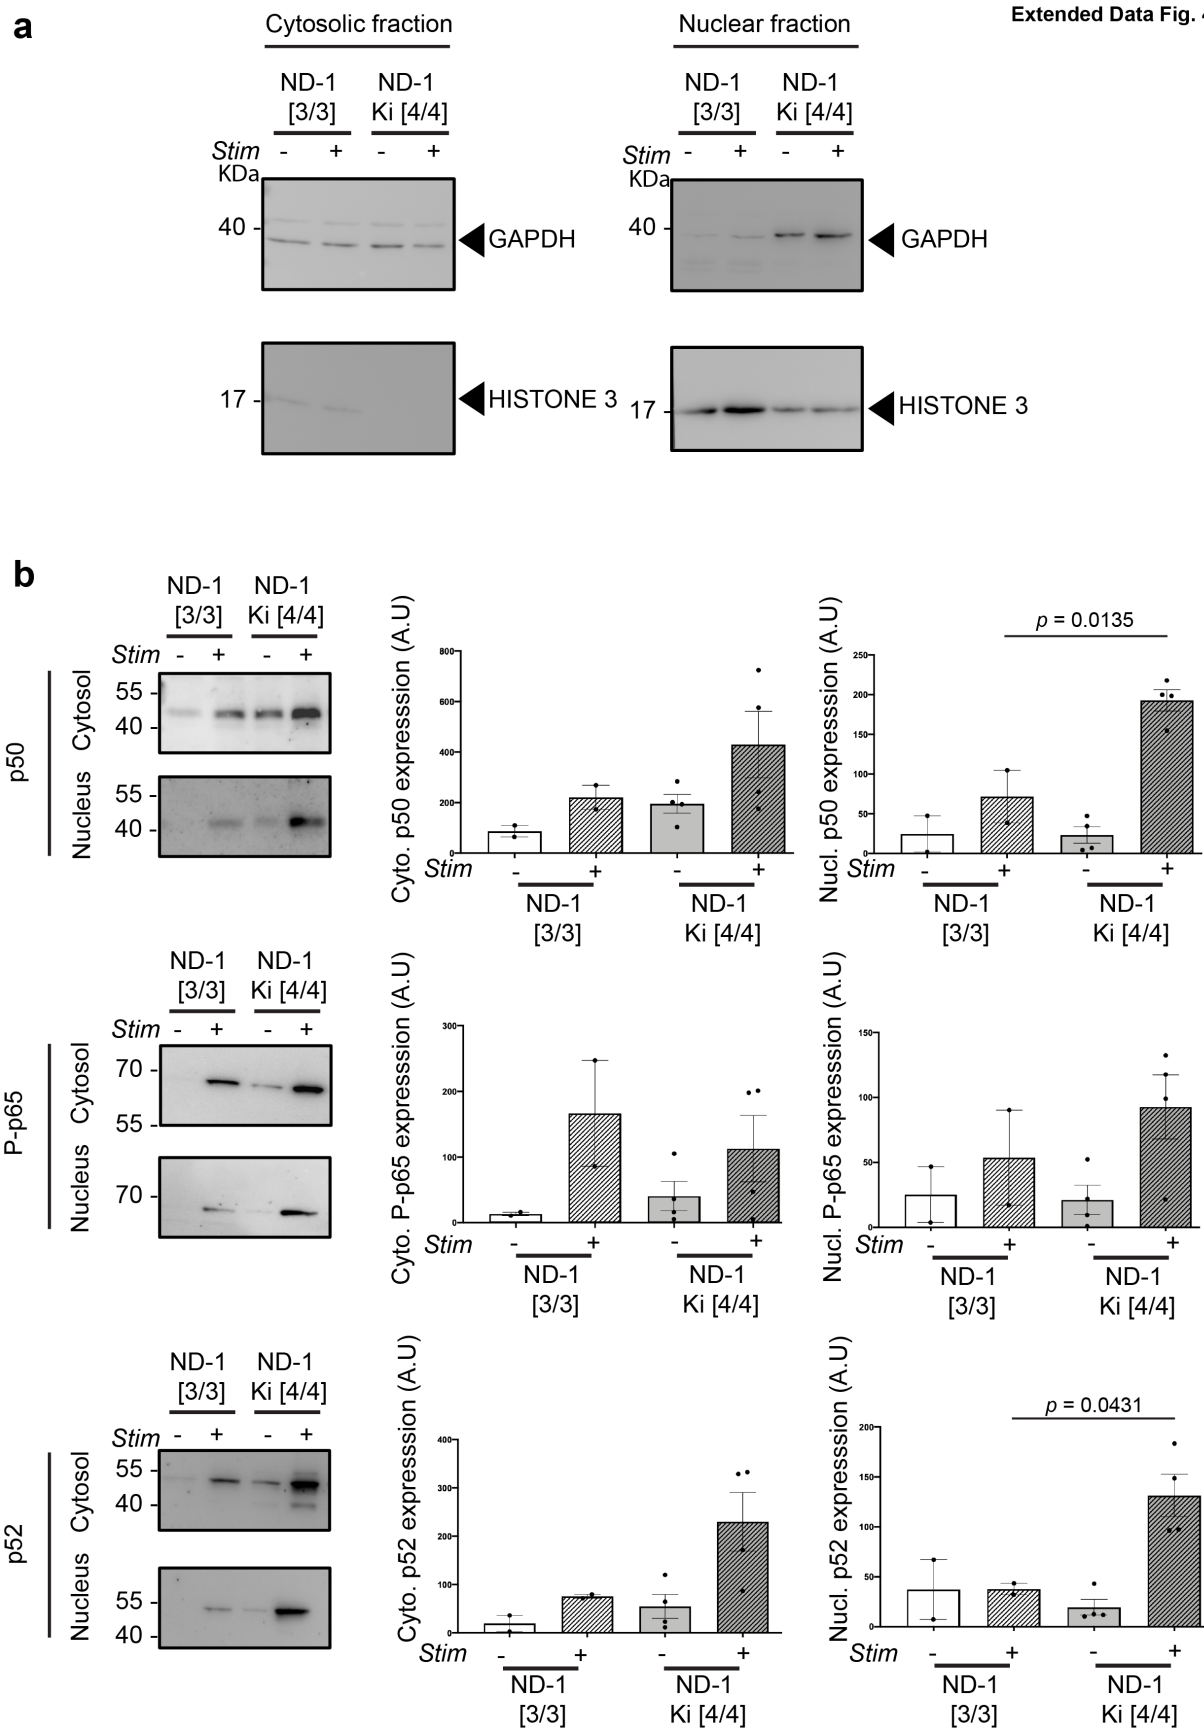 Extended Data Fig. 4
a
Cytosolic fraction
Nuclear fraction
ND-1 [3/3]
ND-1 Ki [4/4]
ND-1 [3/3]
ND-1 Ki [4/4]
Stim - + - +
KDa
40 -
GAPDH
Stim - + - +
KDa
40 -
GAPDH
17 -
HISTONE 3
17 -
HISTONE 3
b
ND-1 [3/3]
ND-1 Ki [4/4]
Stim - + - +
p50
Cytosol
55 -
40 -
Nucleus
55 -
40 -
Cyto. p50 expresssion (A.U)
800
600
400
200
0
Stim - + - +
ND-1 [3/3]
ND-1 Ki [4/4]
Nucl. p50 expresssion (A.U)
p = 0.0135
250
200
150
100
50
0
Stim - + - +
ND-1 [3/3]
ND-1 Ki [4/4]
ND-1 [3/3]
ND-1 Ki [4/4]
Stim - + - +
P-p65
Cytosol
70 -
55 -
Nucleus
70 -
Cyto. P-p65 expresssion (A.U)
300
200
100
0
Stim - + - +
ND-1 [3/3]
ND-1 Ki [4/4]
Nucl. P-p65 expresssion (A.U)
150
100
50
0
Stim - + - +
ND-1 [3/3]
ND-1 Ki [4/4]
ND-1 [3/3]
ND-1 Ki [4/4]
Stim - + - +
p52
Cytosol
55 -
40 -
Nucleus
55 -
40 -
Cyto. p52 expresssion (A.U)
400
300
200
100
0
Stim - + - +
ND-1 [3/3]
ND-1 Ki [4/4]
Nucl. p52 expresssion (A.U)
p = 0.0431
200
150
100
50
0
Stim - + - +
ND-1 [3/3]
ND-1 Ki [4/4]